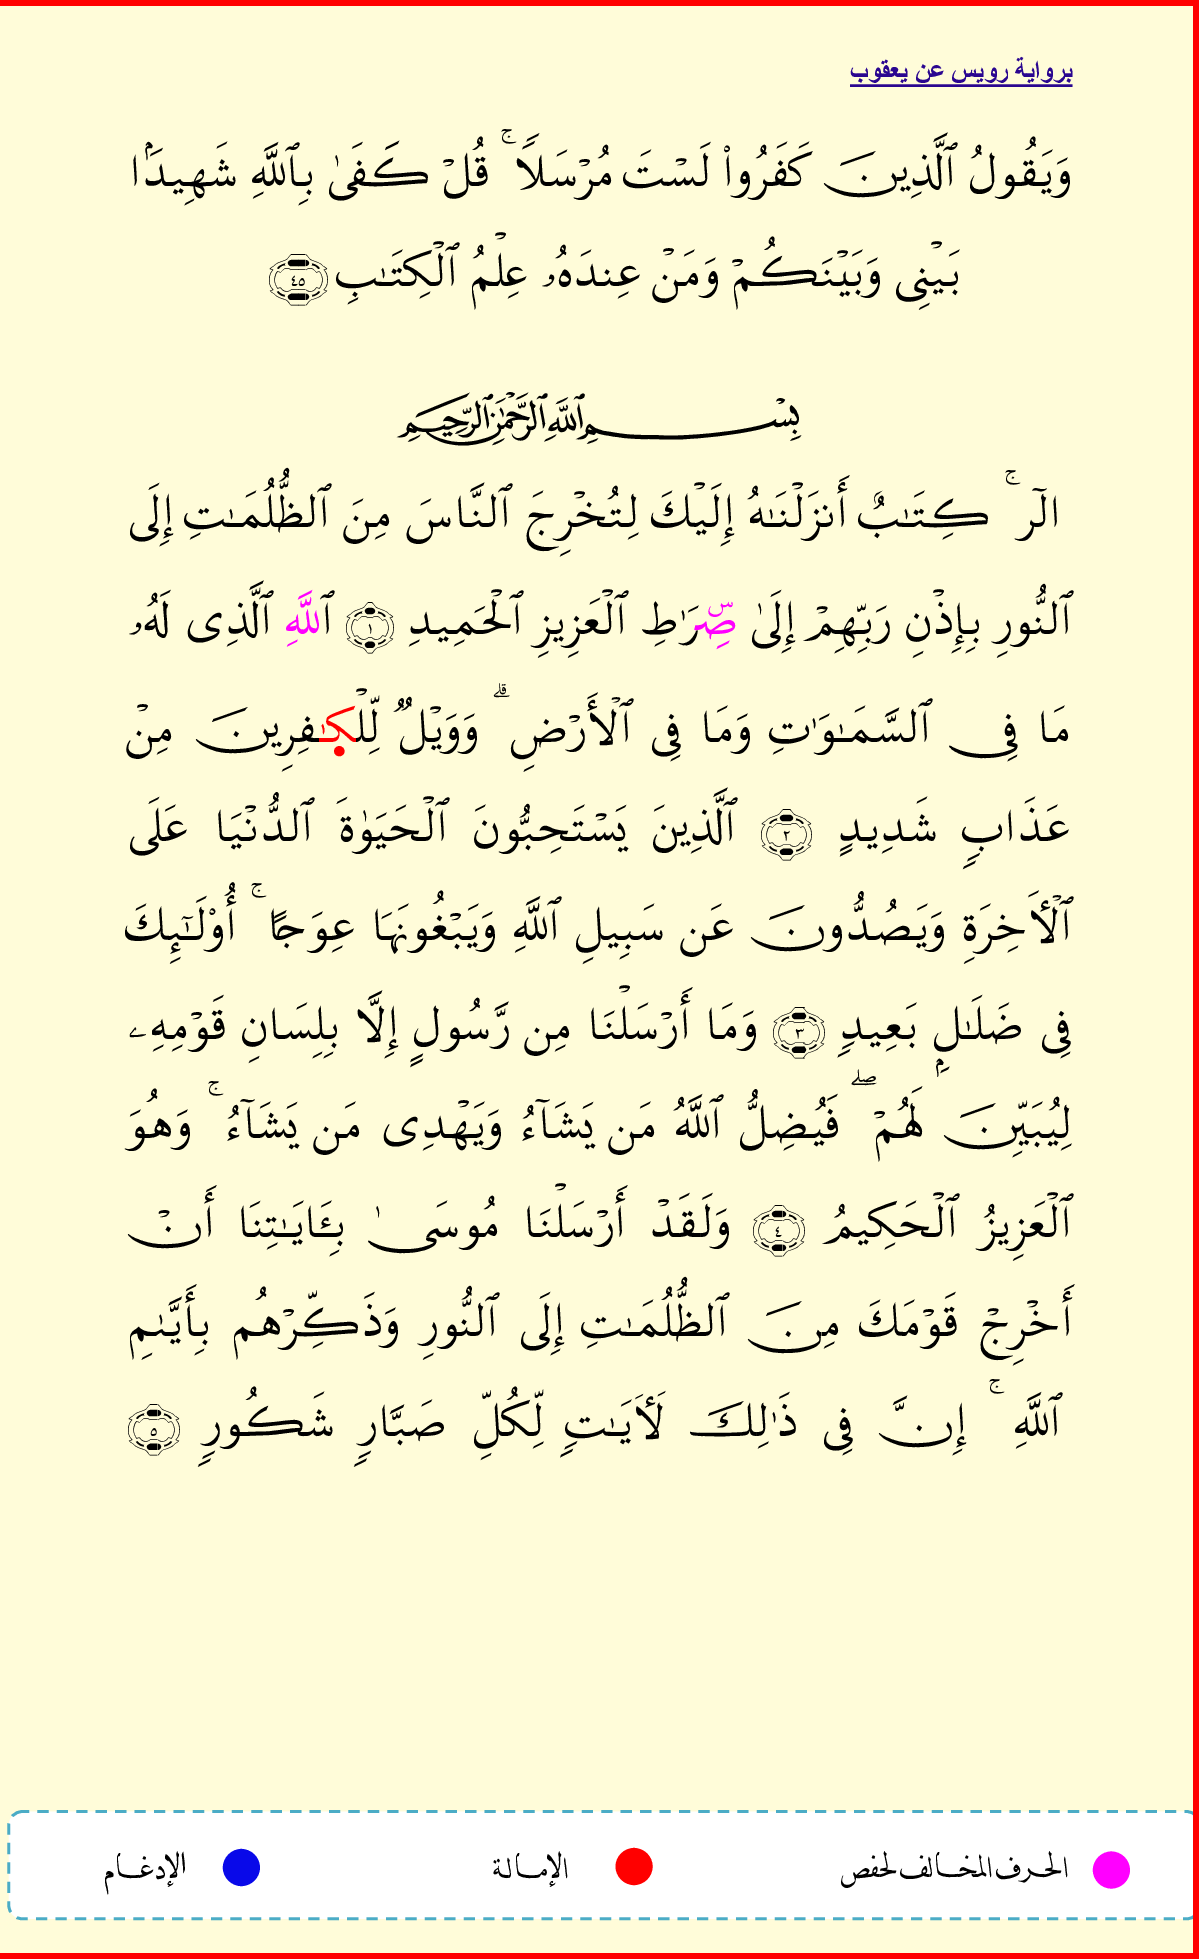 برواية رويس عن يعقوب
وَيَقُولُ ٱلَّذِينَ كَفَرُوا۟ لَسْتَ مُرْسَلًا ۚ قُلْ كَفَىٰ بِٱللَّهِ شَهِيدًۢا
بَيْنِى وَبَيْنَكُمْ وَمَنْ عِندَهُۥ عِلْمُ ٱلْكِتَـٰبِ ٤٥
بِسْمِ ٱللَّهِ ٱلرَّحْمَـٰنِ ٱلرَّحِيمِ
الٓر ۚ كِتَـٰبٌ أَنزَلْنَـٰهُ إِلَيْكَ لِتُخْرِجَ ٱلنَّاسَ مِنَ ٱلظُّلُمَـٰتِ إِلَى
ٱلنُّورِ بِإِذْنِ رَبِّهِمْ إِلَىٰ صِۜرَٰطِ ٱلْعَزِيزِ ٱلْحَمِيدِ ١ ٱللَّهِ ٱلَّذِى لَهُۥ
مَا فِى ٱلسَّمَـٰوَٰتِ وَمَا فِى ٱلْأَرْضِ ۗ وَوَيْلٌ لِّلْكَـٰفِرِينَ مِنْ
عَذَابٍ شَدِيدٍ ٢ ٱلَّذِينَ يَسْتَحِبُّونَ ٱلْحَيَوٰةَ ٱلدُّنْيَا عَلَى
ٱلْـَٔاخِرَةِ وَيَصُدُّونَ عَن سَبِيلِ ٱللَّهِ وَيَبْغُونَهَا عِوَجًا ۚ أُو۟لَـٰٓئِكَ
فِى ضَلَـٰلٍۭ بَعِيدٍ ٣ وَمَا أَرْسَلْنَا مِن رَّسُولٍ إِلَّا بِلِسَانِ قَوْمِهِۦ
لِيُبَيِّنَ لَهُمْ ۖ فَيُضِلُّ ٱللَّهُ مَن يَشَآءُ وَيَهْدِى مَن يَشَآءُ ۚ وَهُوَ
ٱلْعَزِيزُ ٱلْحَكِيمُ ٤ وَلَقَدْ أَرْسَلْنَا مُوسَىٰ بِـَٔايَـٰتِنَا أَنْ
أَخْرِجْ قَوْمَكَ مِنَ ٱلظُّلُمَـٰتِ إِلَى ٱلنُّورِ وَذَكِّرْهُم بِأَيَّـٰمِ
ٱللَّهِ ۚ إِنَّ فِى ذَٰلِكَ لَـَٔايَـٰتٍ لِّكُلِّ صَبَّارٍ شَكُورٍ ٥
الحرف المخالف لحفص الإمالة الإدغام